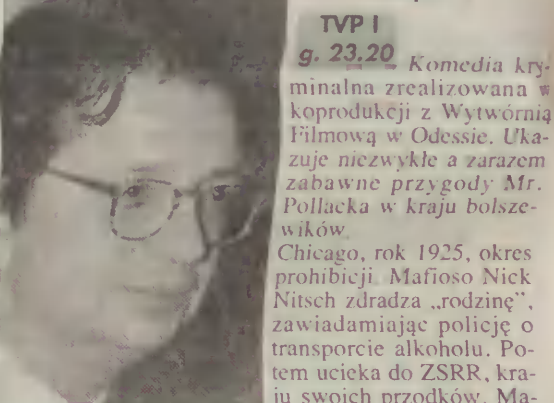 TVP I
g. 23.20 Komedia kry-
minalna zrealizowana w
koprodukcji z Wytwórnią
Filmową w Odessie. Uka-
zuje niezwykłe a zarazem
zabawne przygody Mr.
Pollacka w kraju bolsze-
wików.
Chicago, rok 1925, okres
prohibicji. Mafioso Nick
Nitsch zdradza „rodzinę”,
zawiadamiając policję o
transporcie alkoholu. Po-
tem ucieka do ZSRR, kra-
ju swoich przodków. Ma-